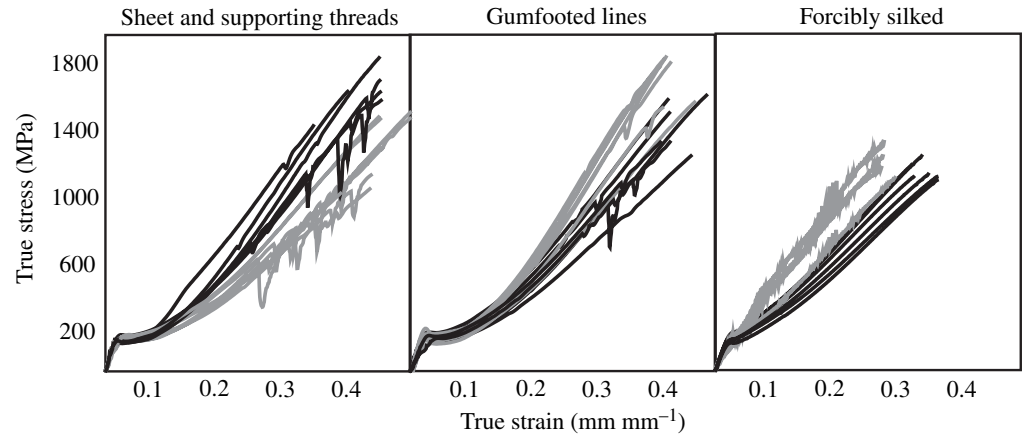 Sheet and supporting threads
Gumfooted lines
Forcibly silked
True stress (MPa)
1800
1400
1000
600
200
0.1 0.2 0.3 0.4
0.1 0.2 0.3 0.4
0.1 0.2 0.3 0.4
True strain (mm mm⁻¹)